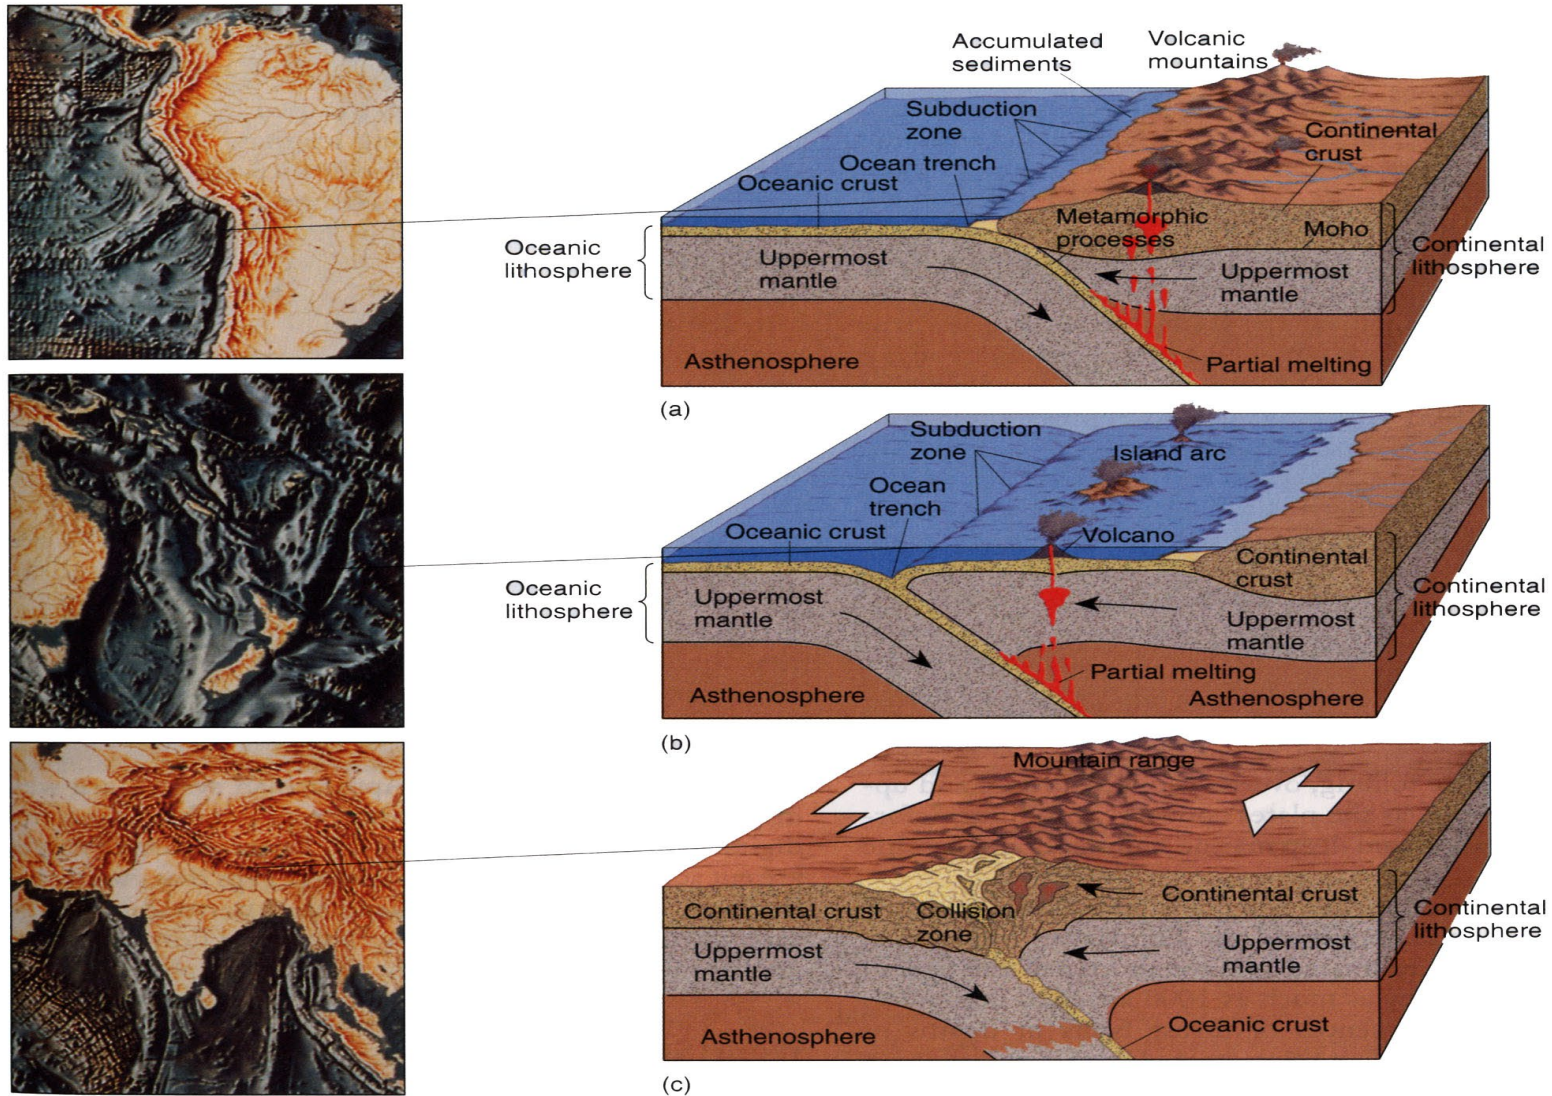 Accumulated
sediments
Volcanic
mountains
Subduction
zone
Continental
crust
Ocean trench
Oceanic crust
Metamorphic
processes
Moho
Oceanic
lithosphere
Continental
lithosphere
Uppermost
mantle
Uppermost
mantle
Asthenosphere
Partial melting
(a)
Subduction
zone
Island arc
Ocean
trench
Oceanic crust
Volcano
Continental
crust
Oceanic
lithosphere
Continental
lithosphere
Uppermost
mantle
Uppermost
mantle
Partial melting
Asthenosphere
Asthenosphere
(b)
Mountain range
Continental crust
Collision
zone
Continental crust
Continental
lithosphere
Uppermost
mantle
Uppermost
mantle
Asthenosphere
Oceanic crust
(c)